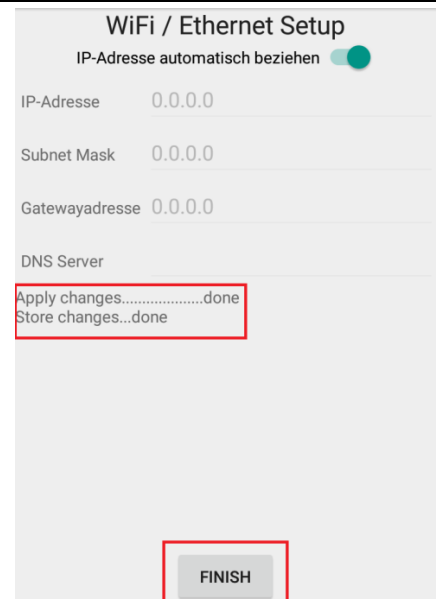 WiFi / Ethernet Setup
IP-Adresse automatisch beziehen
IP-Adresse 0.0.0.0
Subnet Mask 0.0.0.0
Gatewayadresse 0.0.0.0
DNS Server
Apply changes....................done
Store changes...done
FINISH